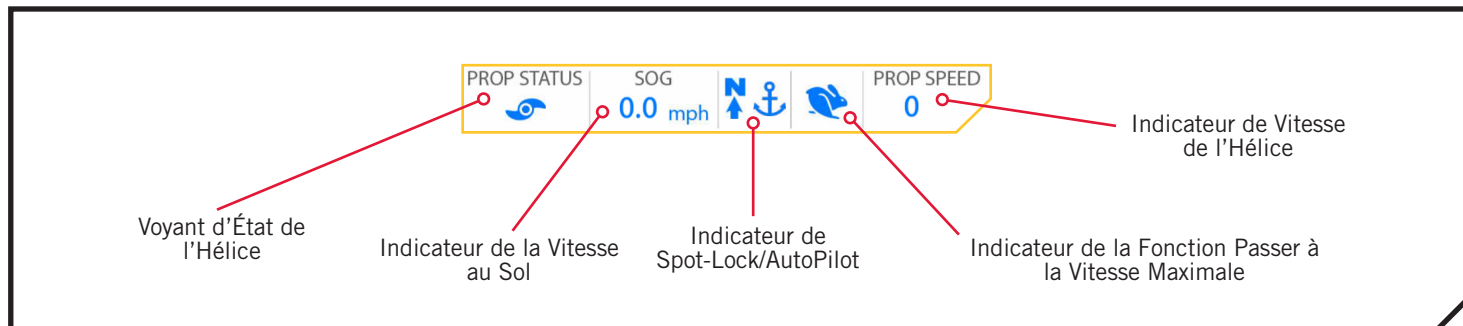 PROP STATUS
SOG
0.0 mph
N
PROP SPEED
0
Indicateur de Vitesse
de l’Hélice
Voyant d’État de
l’Hélice
Indicateur de la Vitesse
au Sol
Indicateur de
Spot-Lock/AutoPilot
Indicateur de la Fonction Passer à
la Vitesse Maximale